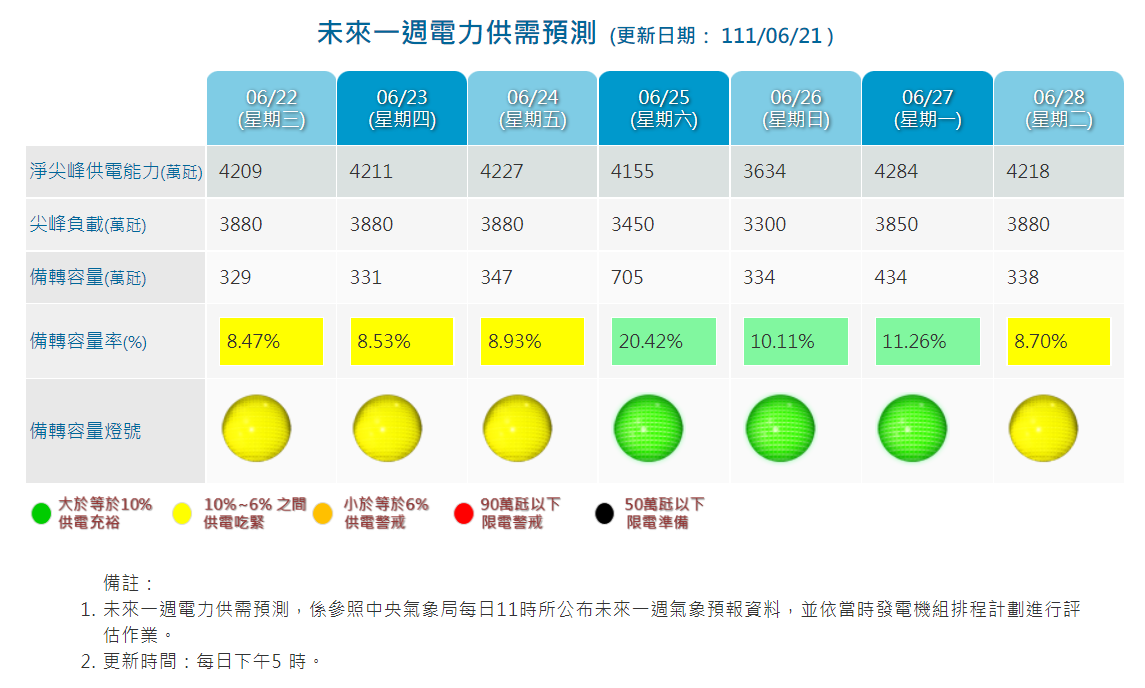 未來一週電力供需預測 (更新日期： 111/06/21 )
06/22 06/23 06/24 06/25 06/26 06/27 06/28
(星期三) (星期四) (星期五) (星期六) (星期日) (星期一) (星期二)
淨尖峰供電能力(萬瓩) 4209 4211 4227 4155 3634 4284 4218
尖峰負載(萬瓩) 3880 3880 3880 3450 3300 3850 3880
備轉容量(萬瓩) 329 331 347 705 334 434 338
備轉容量率(%) 8.47% 8.53% 8.93% 20.42% 10.11% 11.26% 8.70%
備轉容量燈號
大於等於10% 10%~6% 之間 小於等於6% 90萬瓩以下 50萬瓩以下
供電充裕 供電吃緊 供電警戒 限電警戒 限電準備
備註：
1. 未來一週電力供需預測，係參照中央氣象局每日11時所公布未來一週氣象預報資料，並依當時發電機組排程計劃進行評
估作業。
2. 更新時間：每日下午5 時。